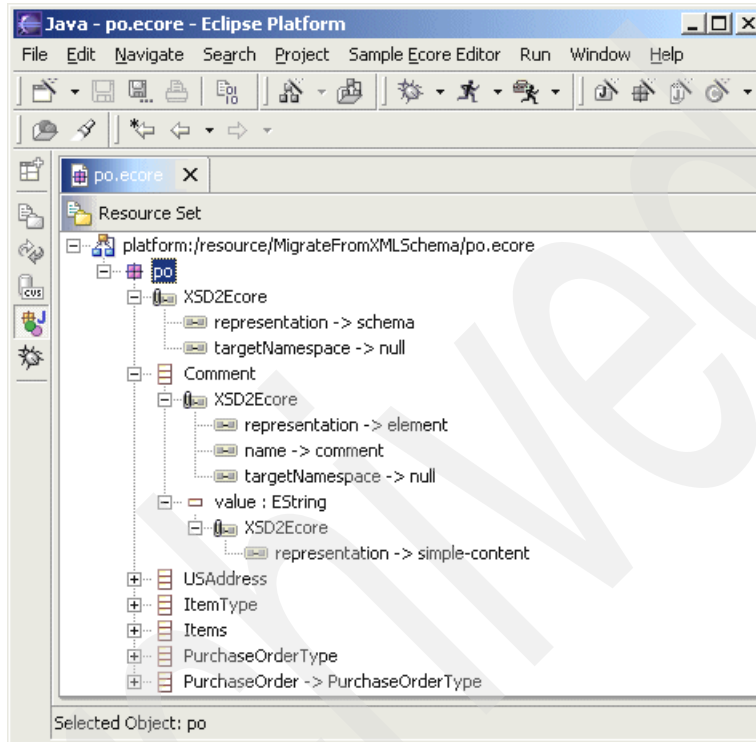 Java - po.ecore - Eclipse Platform
File Edit Navigate Search Project Sample Ecore Editor Run Window Help
po.ecore X
Resource Set
platform:/resource/MigrateFromXMLSchema/po.ecore
po
XSD2Ecore
representation -> schema
targetNamespace -> null
Comment
XSD2Ecore
representation -> element
name -> comment
targetNamespace -> null
value : EString
XSD2Ecore
representation -> simple-content
USAddress
ItemType
Items
PurchaseOrderType
PurchaseOrder -> PurchaseOrderType
CVS
Selected Object: po